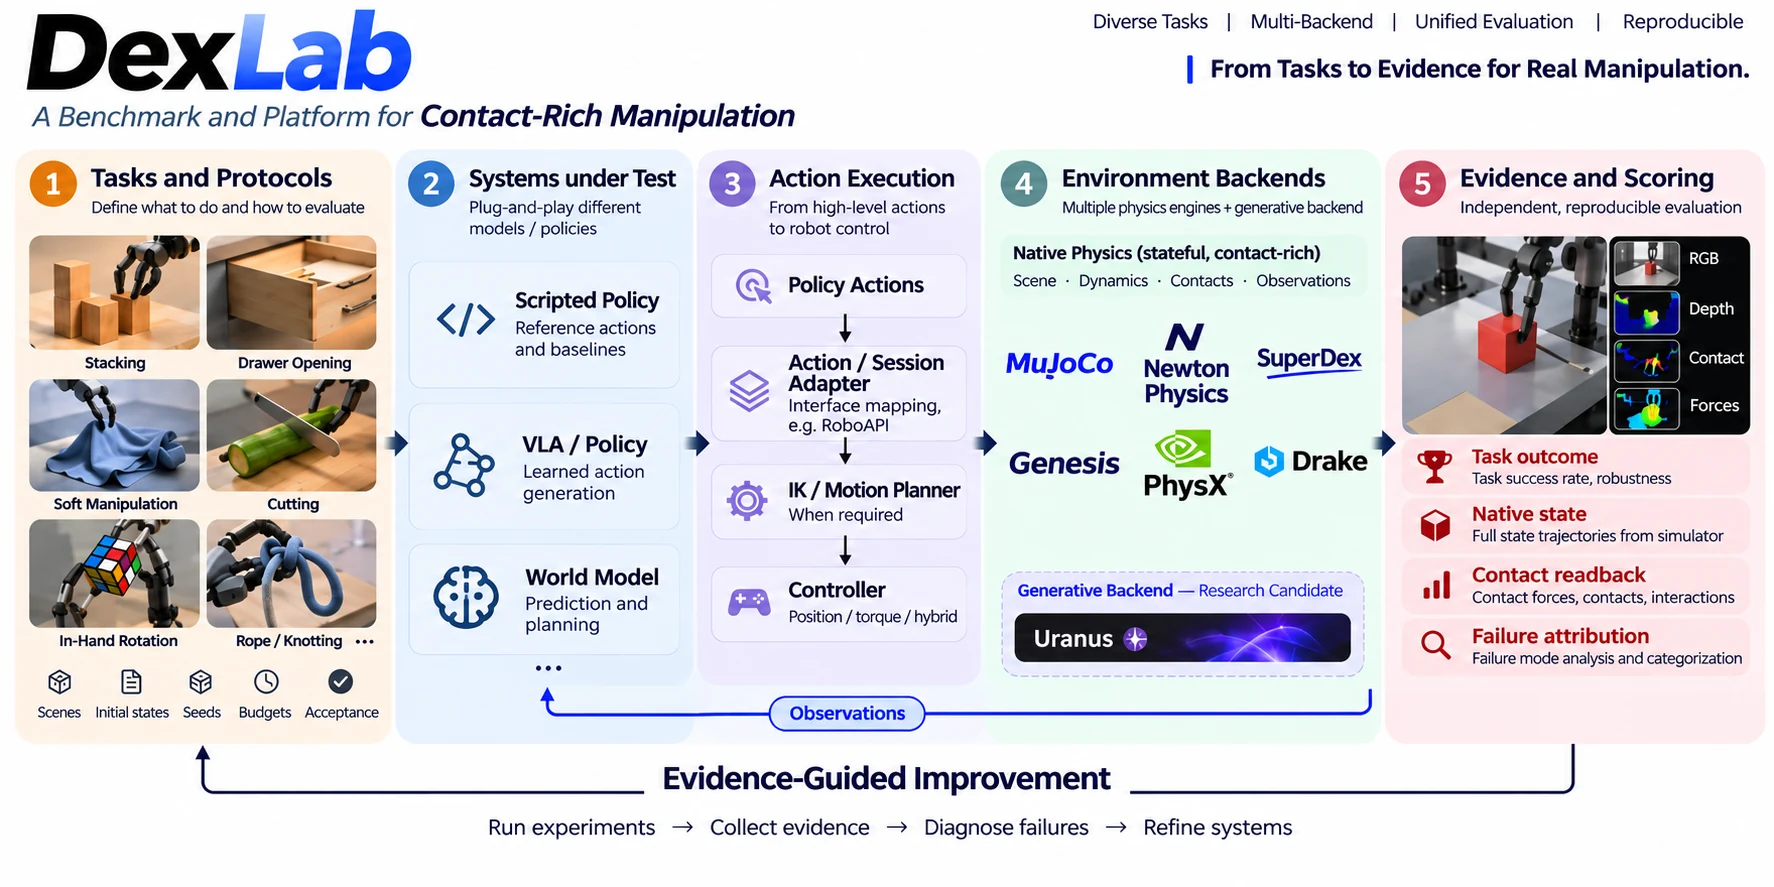 DexLab
A Benchmark and Platform for Contact-Rich Manipulation
Diverse Tasks | Multi-Backend | Unified Evaluation | Reproducible
From Tasks to Evidence for Real Manipulation.
1 Tasks and Protocols
Define what to do and how to evaluate
Stacking
Drawer Opening
Soft Manipulation
Cutting
In-Hand Rotation
Rope / Knotting ...
Scenes
Initial states
Seeds
Budgets
Acceptance
2 Systems under Test
Plug-and-play different
models / policies
</> Scripted Policy
Reference actions
and baselines
VLA / Policy
Learned action
generation
World Model
Prediction and
planning
...
3 Action Execution
From high-level actions
to robot control
Policy Actions
Action / Session
Adapter
Interface mapping,
e.g. RoboAPI
IK / Motion Planner
When required
Controller
Position / torque / hybrid
4 Environment Backends
Multiple physics engines + generative backend
Native Physics (stateful, contact-rich)
Scene · Dynamics · Contacts · Observations
MuJoCo
Newton
Physics
SuperDex
Genesis
PhysX®
Drake
Generative Backend — Research Candidate
Uranus
Observations
5 Evidence and Scoring
Independent, reproducible evaluation
RGB
Depth
Contact
Forces
Task outcome
Task success rate, robustness
Native state
Full state trajectories from simulator
Contact readback
Contact forces, contacts, interactions
Failure attribution
Failure mode analysis and categorization
Evidence-Guided Improvement
Run experiments → Collect evidence → Diagnose failures → Refine systems